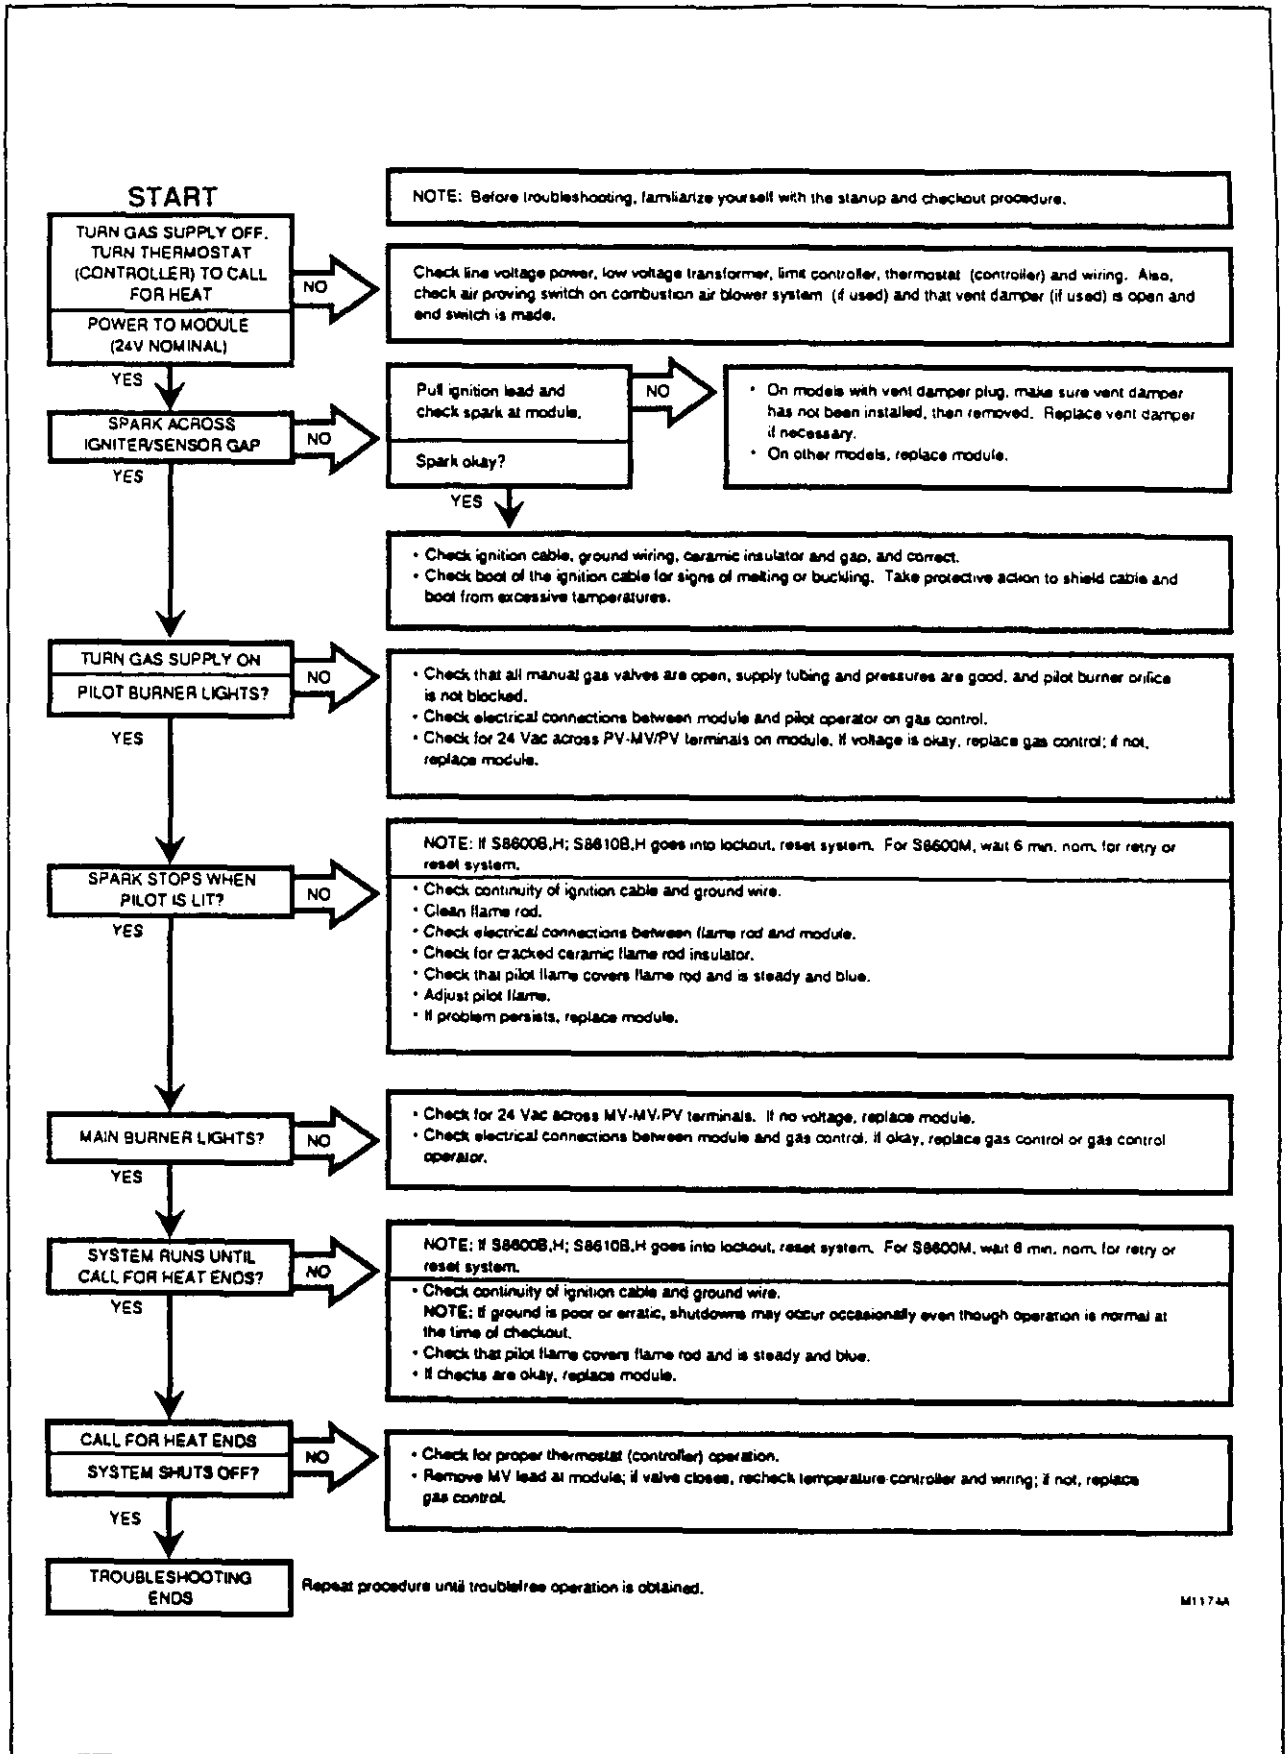 START
NOTE: Before troubleshooting, familiarize yourself with the stanup and checkout procedure.
TURN GAS SUPPLY OFF.
TURN THERMOSTAT
(CONTROLLER) TO CALL
FOR HEAT
NO
Check line voltage power, low voltage transformer, limit controller, thermostat (controller) and wiring. Also,
check air proving switch on combustion air blower system (if used) and that vent damper (if used) is open and
end switch is made.
POWER TO MODULE
(24V NOMINAL)
YES
SPARK ACROSS
IGNITER/SENSOR GAP
NO
Pull ignition lead and
check spark at module.
Spark okay?
NO
• On models with vent damper plug, make sure vent damper
has not been installed, then removed. Replace vent damper
if necessary.
• On other models, replace module.
YES
YES
• Check ignition cable, ground wiring, ceramic insulator and gap, and correct.
• Check boot of the ignition cable for signs of melting or buckling. Take protective action to shield cable and
boot from excessive temperatures.
TURN GAS SUPPLY ON
PILOT BURNER LIGHTS?
NO
• Check that all manual gas valves are open, supply tubing and pressures are good, and pilot burner orifice
is not blocked.
• Check electrical connections between module and pilot operator on gas control.
• Check for 24 Vac across PV-MV/PV terminals on module. If voltage is okay, replace gas control; if not,
replace module.
YES
SPARK STOPS WHEN
PILOT IS LIT?
NO
NOTE: If S8600B,H; S8610B,H goes into lockout, reset system. For S8600M, wait 6 min. nom. for retry or
reset system.
• Check continuity of ignition cable and ground wire.
• Clean flame rod.
• Check electrical connections between flame rod and module.
• Check for cracked ceramic flame rod insulator.
• Check that pilot flame covers flame rod and is steady and blue.
• Adjust pilot flame.
• If problem persists, replace module.
YES
MAIN BURNER LIGHTS?
NO
• Check for 24 Vac across MV-MV/PV terminals. If no voltage, replace module.
• Check electrical connections between module and gas control. If okay, replace gas control or gas control
operator.
YES
SYSTEM RUNS UNTIL
CALL FOR HEAT ENDS?
NO
NOTE: If S8600B,H; S8610B,H goes into lockout, reset system. For S8600M, wait 6 min. nom. for retry or
reset system.
• Check continuity of ignition cable and ground wire.
NOTE: If ground is poor or erratic, shutdowns may occur occasionally even though operation is normal at
the time of checkout.
• Check that pilot flame covers flame rod and is steady and blue.
• If checks are okay, replace module.
YES
CALL FOR HEAT ENDS
SYSTEM SHUTS OFF?
NO
• Check for proper thermostat (controller) operation.
• Remove MV lead at module; if valve closes, recheck temperature controller and wiring; if not, replace
gas control.
YES
TROUBLESHOOTING
ENDS
Repeat procedure until troublefree operation is obtained.
M1174A